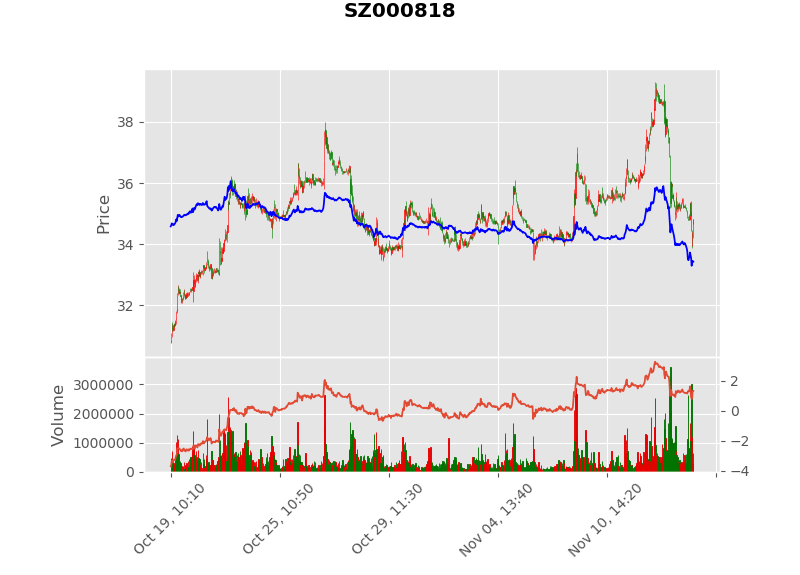 SZ000818
38
36
34
32
Price
3000000
2000000
1000000
0
Volume
2
0
−2
−4
Oct 19, 10:10
Oct 25, 10:50
Oct 29, 11:30
Nov 04, 13:40
Nov 10, 14:20